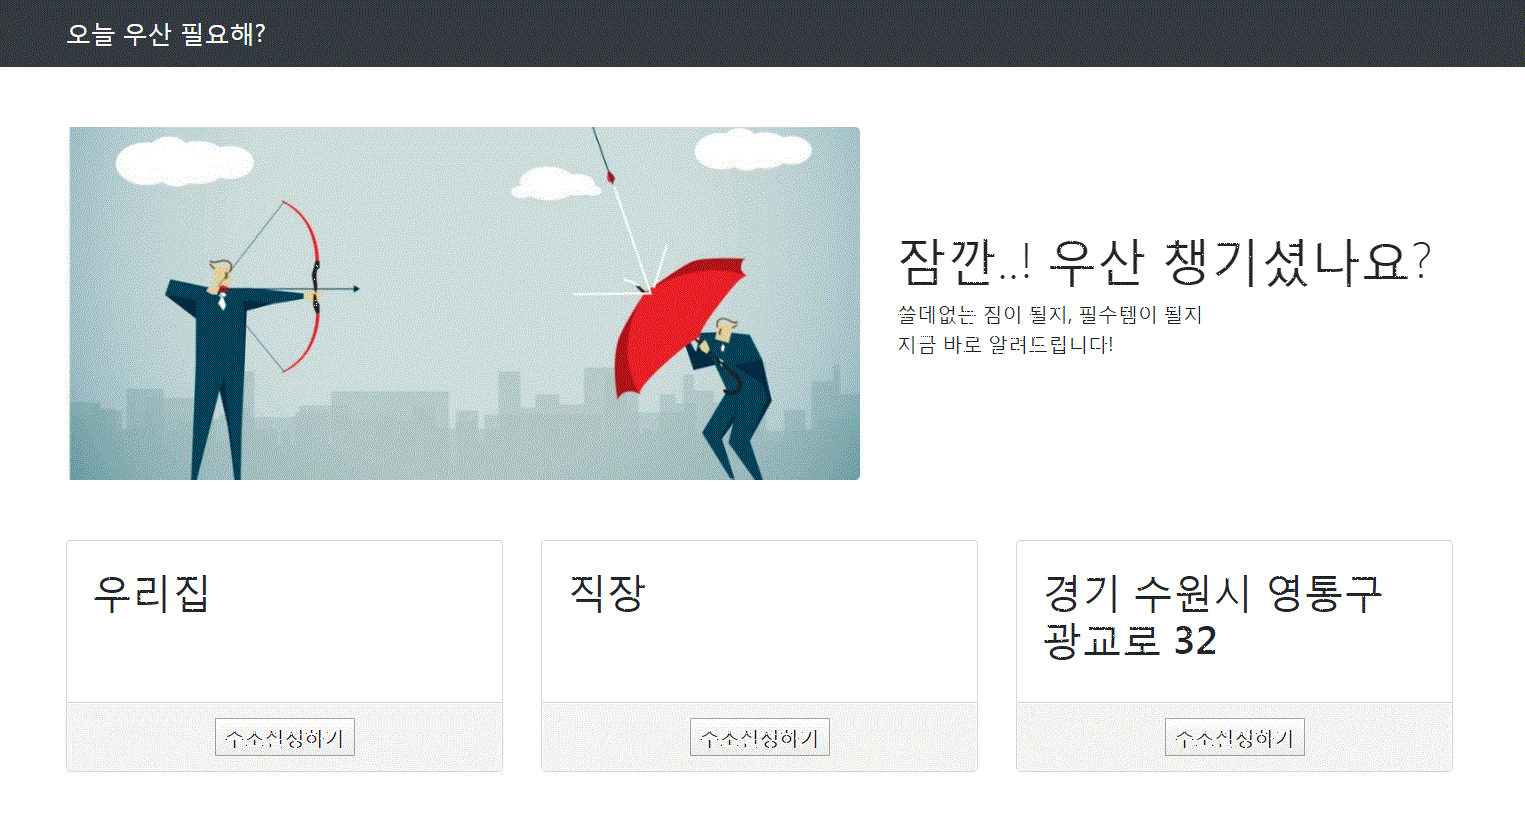 오늘 우산 필요해?
잠깐..! 우산 챙기셨나요?
쓸데없는 짐이 될지, 필수템이 될지
지금 바로 알려드립니다!
우리집
직장
경기 수원시 영통구
광교로 32
주소설정하기
주소설정하기
주소설정하기